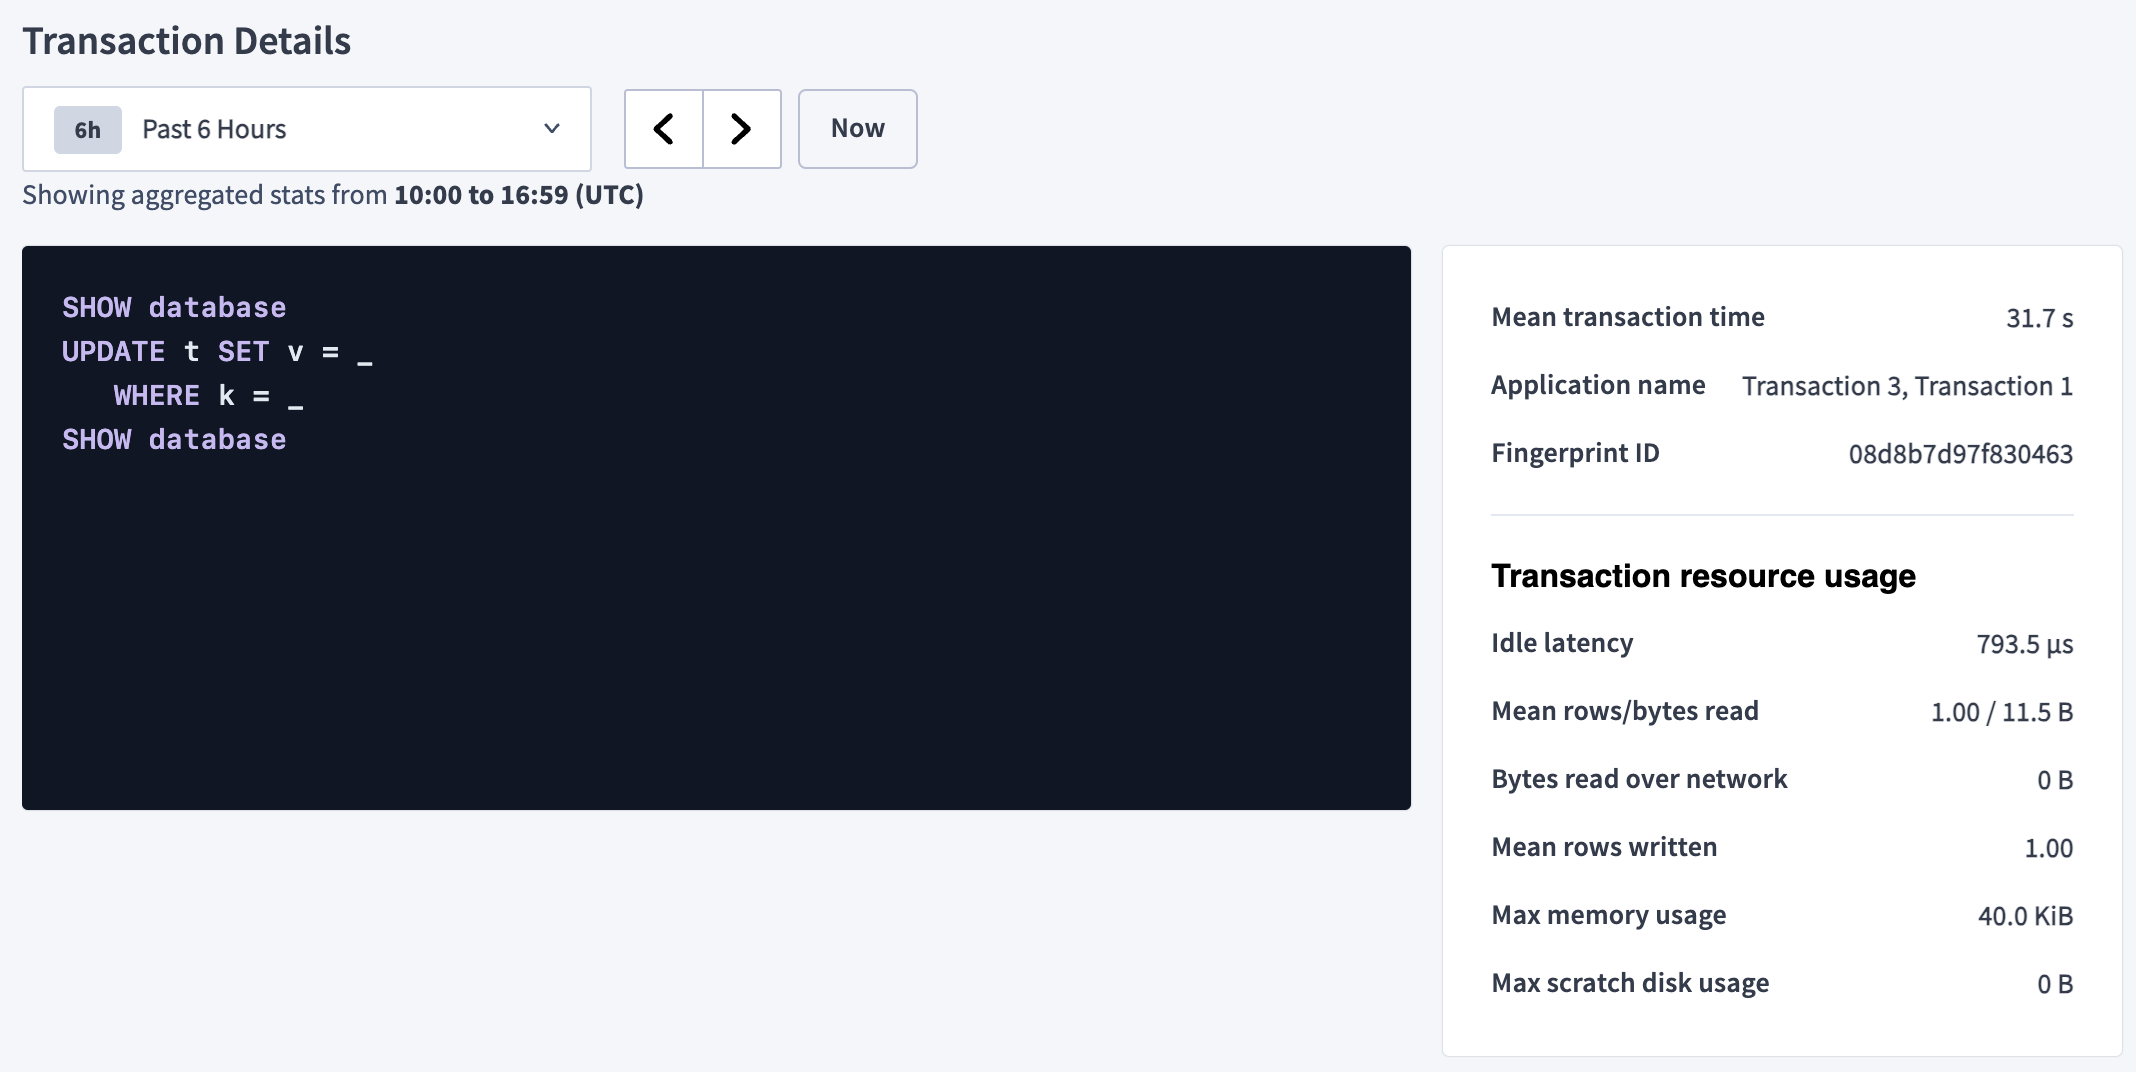 Transaction Details
6h Past 6 Hours
Now
Showing aggregated stats from 10:00 to 16:59 (UTC)
SHOW database
UPDATE t SET v = _
WHERE k = _
SHOW database
Mean transaction time 31.7 s
Application name Transaction 3, Transaction 1
Fingerprint ID 08d8b7d97f830463
Transaction resource usage
Idle latency 793.5 µs
Mean rows/bytes read 1.00 / 11.5 B
Bytes read over network 0 B
Mean rows written 1.00
Max memory usage 40.0 KiB
Max scratch disk usage 0 B